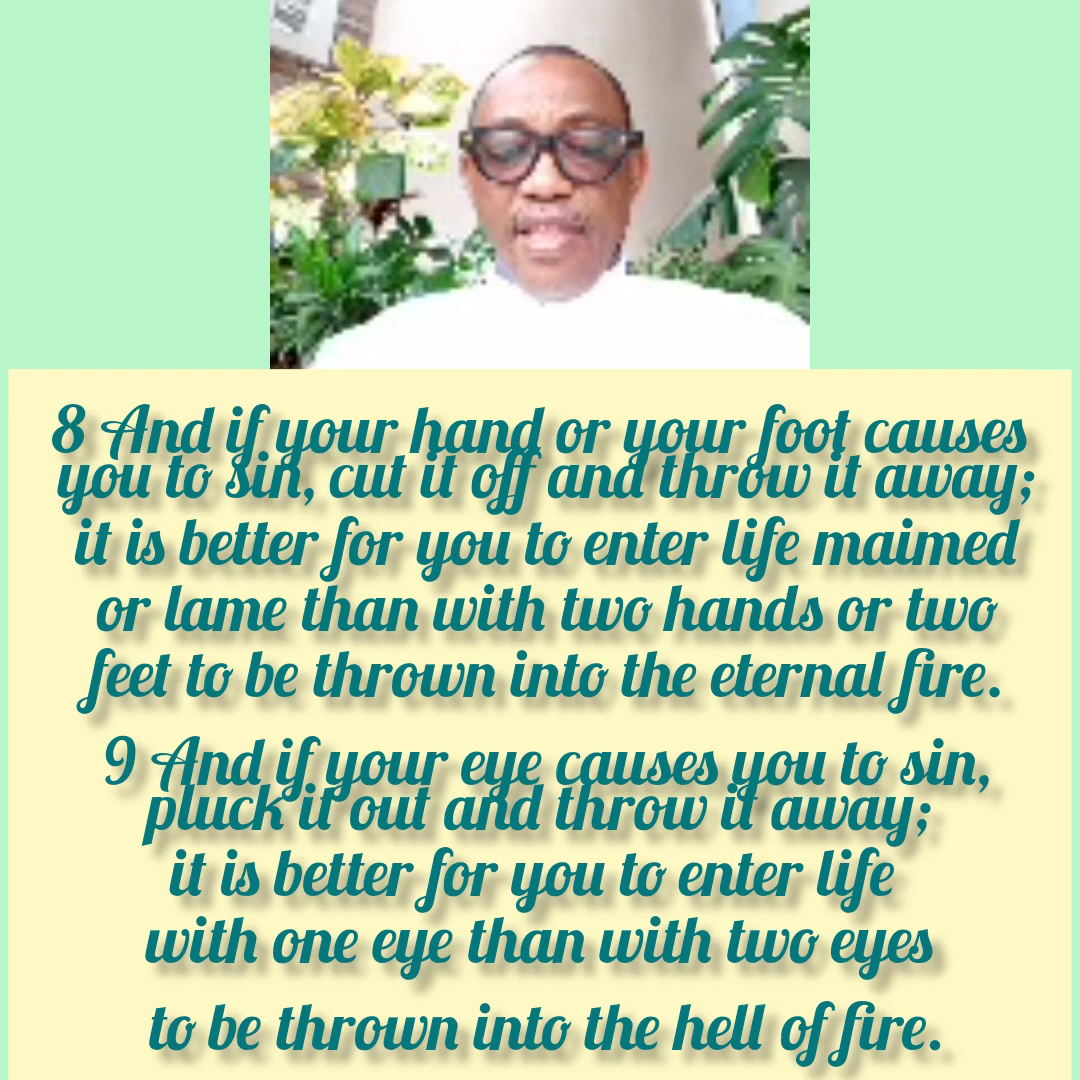 8 And if your hand or your foot causes
you to sin, cut it off and throw it away;
it is better for you to enter life maimed
or lame than with two hands or two
feet to be thrown into the eternal fire.
9 And if your eye causes you to sin,
pluck it out and throw it away;
it is better for you to enter life
with one eye than with two eyes
to be thrown into the hell of fire.